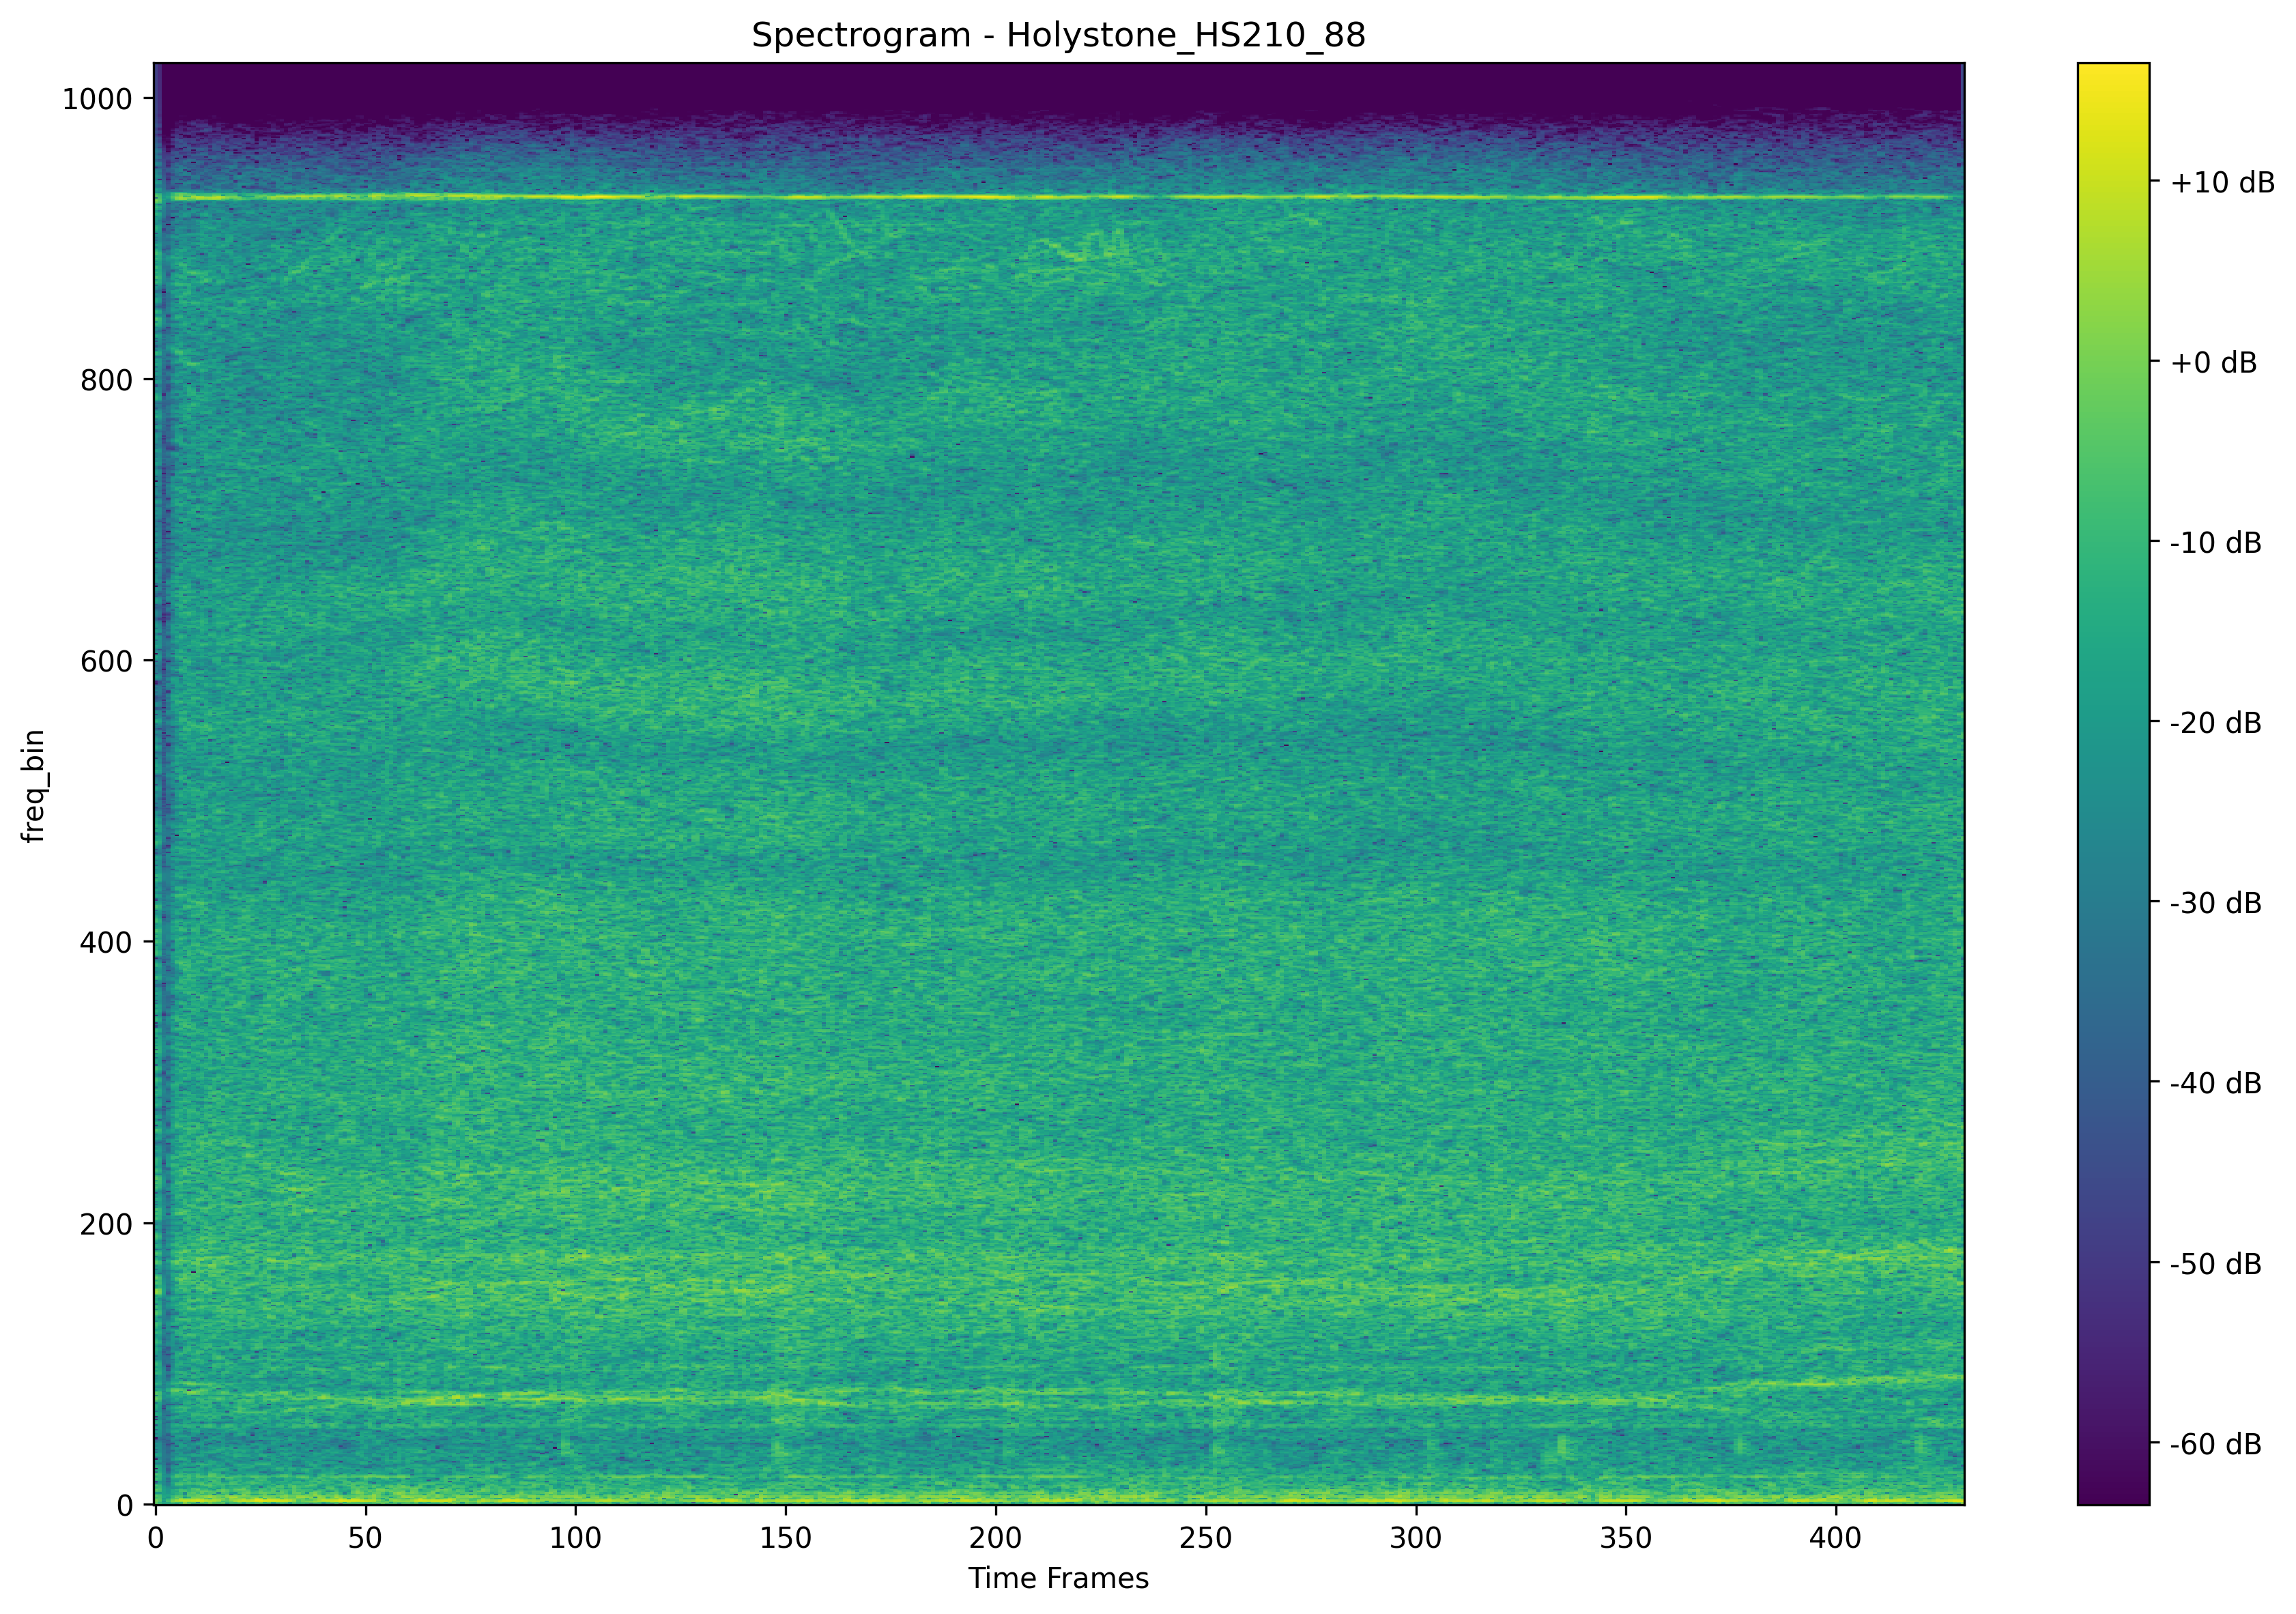 Spectrogram - Holystone_HS210_88
1000
800
600
400
200
0
freq_bin
0 50 100 150 200 250 300 350 400
Time Frames
+10 dB
+0 dB
-10 dB
-20 dB
-30 dB
-40 dB
-50 dB
-60 dB